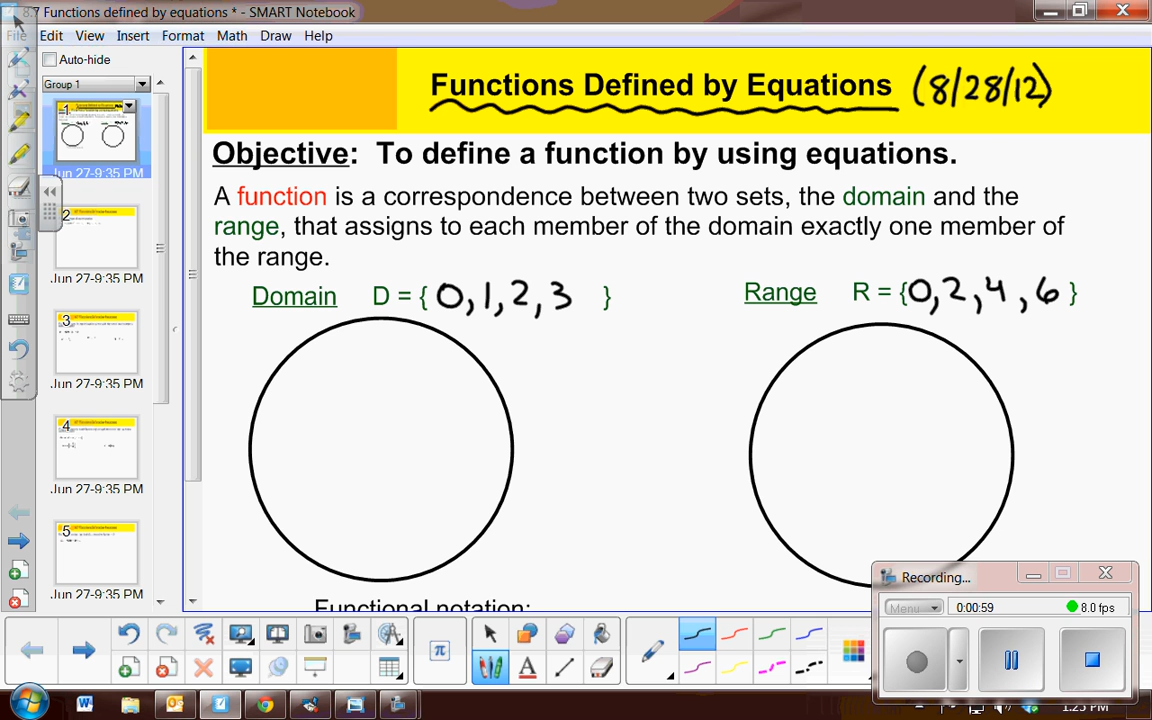 8.7 Functions defined by equations * - SMART Notebook
File Edit View Insert Format Math Draw Help
Auto-hide
Group 1
1
Jun 27-9:35 PM
2
Jun 27-9:35 PM
3
Jun 27-9:35 PM
4
Jun 27-9:35 PM
5
Jun 27-9:35 PM
Functions Defined by Equations (8/28/12)
Objective: To define a function by using equations.
A function is a correspondence between two sets, the domain and the
range, that assigns to each member of the domain exactly one member of
the range.
Domain D = { 0, 1, 2, 3 }
Range R = {0, 2, 4, 6 }
Functional notation:
Recording...
Menu 0:00:59 8.0 fps
π
A
W
1:25 PM